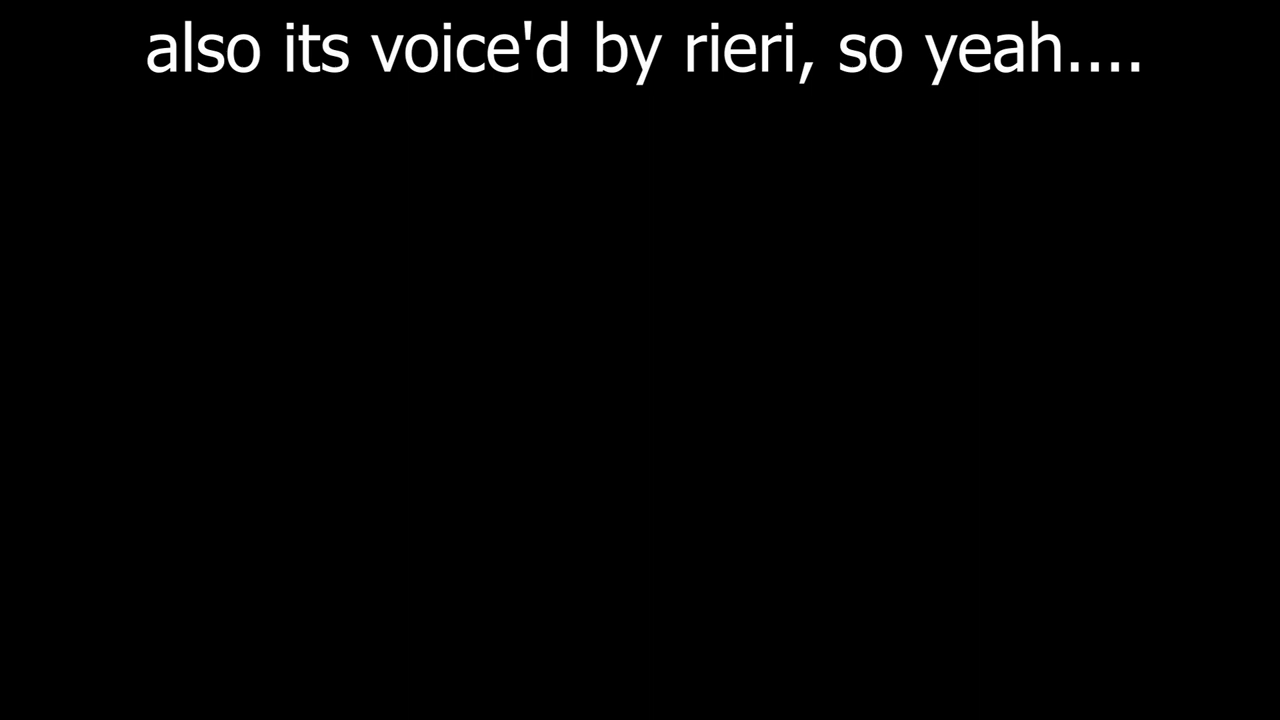 also its voice'd by rieri, so yeah....